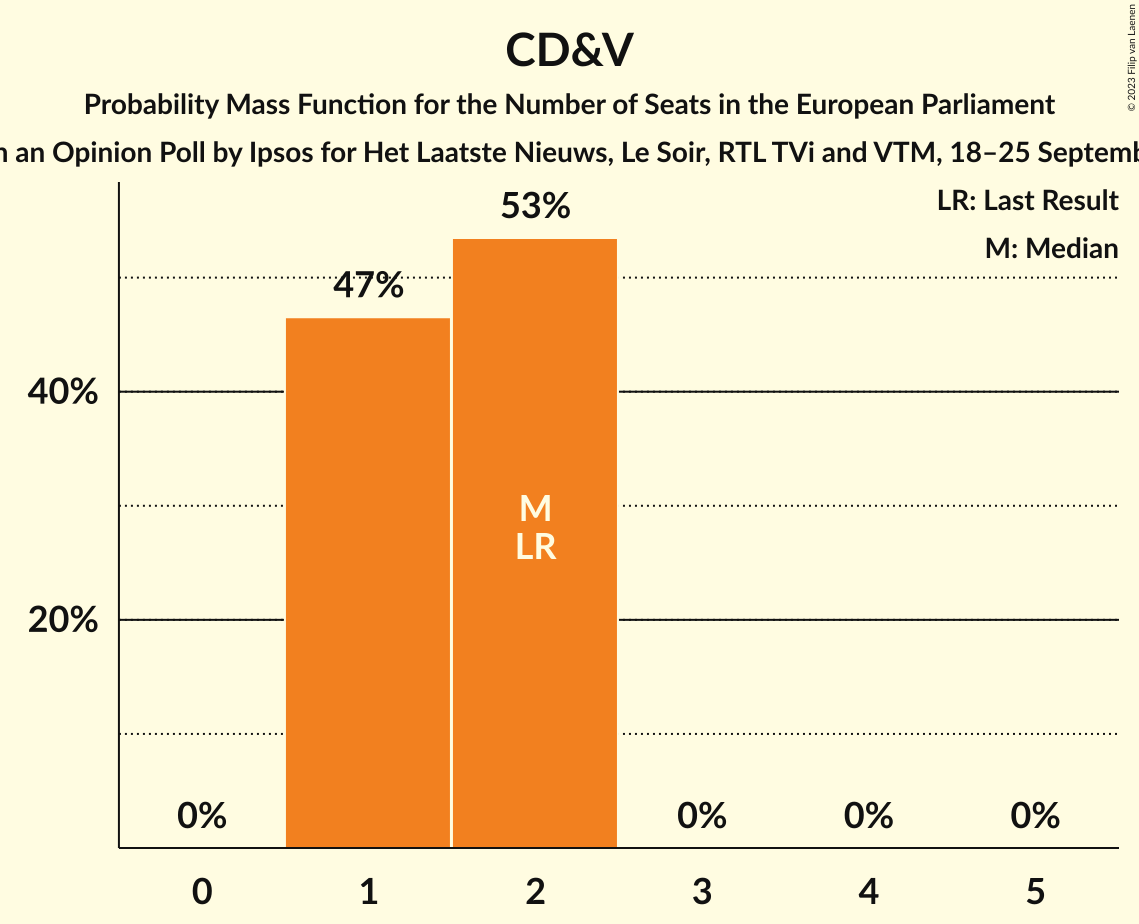 CD&V
Probability Mass Function for the Number of Seats in the European Parliament
an Opinion Poll by Ipsos for Het Laatste Nieuws, Le Soir, RTL TVi and VTM, 18–25
© 2023 Filip van Laenen
LR: Last Result
M: Median
53%
47%
40%
20%
M
LR
0%
0%
0%
0%
0
1
2
3
4
5